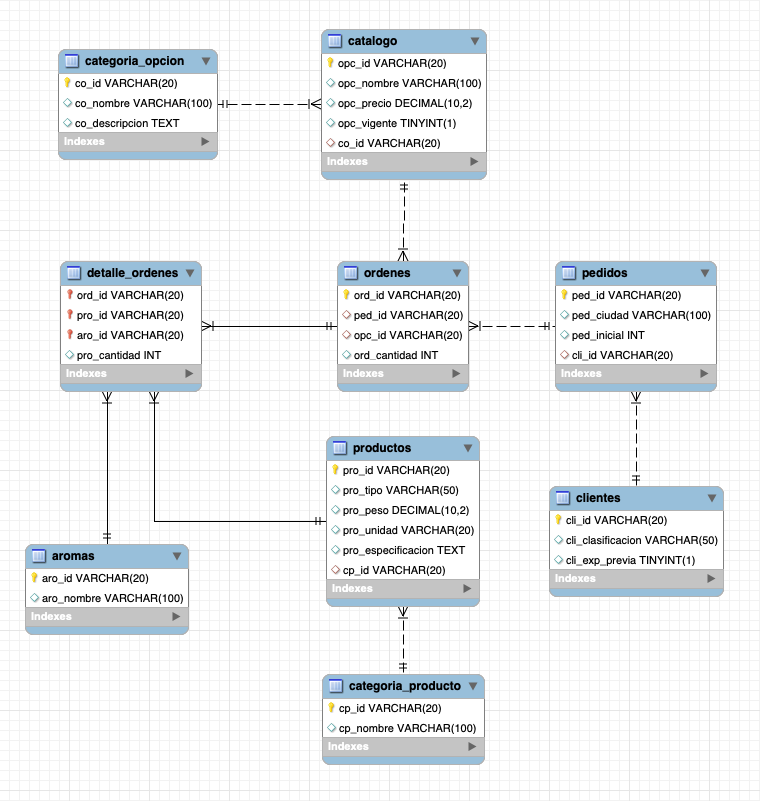 categoria_opcion
co_id VARCHAR(20)
co_nombre VARCHAR(100)
co_descripcion TEXT
Indexes
catalogo
opc_id VARCHAR(20)
opc_nombre VARCHAR(100)
opc_precio DECIMAL(10,2)
opc_vigente TINYINT(1)
co_id VARCHAR(20)
Indexes
detalle_ordenes
ord_id VARCHAR(20)
pro_id VARCHAR(20)
aro_id VARCHAR(20)
pro_cantidad INT
Indexes
ordenes
ord_id VARCHAR(20)
ped_id VARCHAR(20)
opc_id VARCHAR(20)
ord_cantidad INT
Indexes
pedidos
ped_id VARCHAR(20)
ped_ciudad VARCHAR(100)
ped_inicial INT
cli_id VARCHAR(20)
Indexes
productos
pro_id VARCHAR(20)
pro_tipo VARCHAR(50)
pro_peso DECIMAL(10,2)
pro_unidad VARCHAR(20)
pro_especificacion TEXT
cp_id VARCHAR(20)
Indexes
clientes
cli_id VARCHAR(20)
cli_clasificacion VARCHAR(50)
cli_exp_previa TINYINT(1)
Indexes
aromas
aro_id VARCHAR(20)
aro_nombre VARCHAR(100)
Indexes
categoria_producto
cp_id VARCHAR(20)
cp_nombre VARCHAR(100)
Indexes